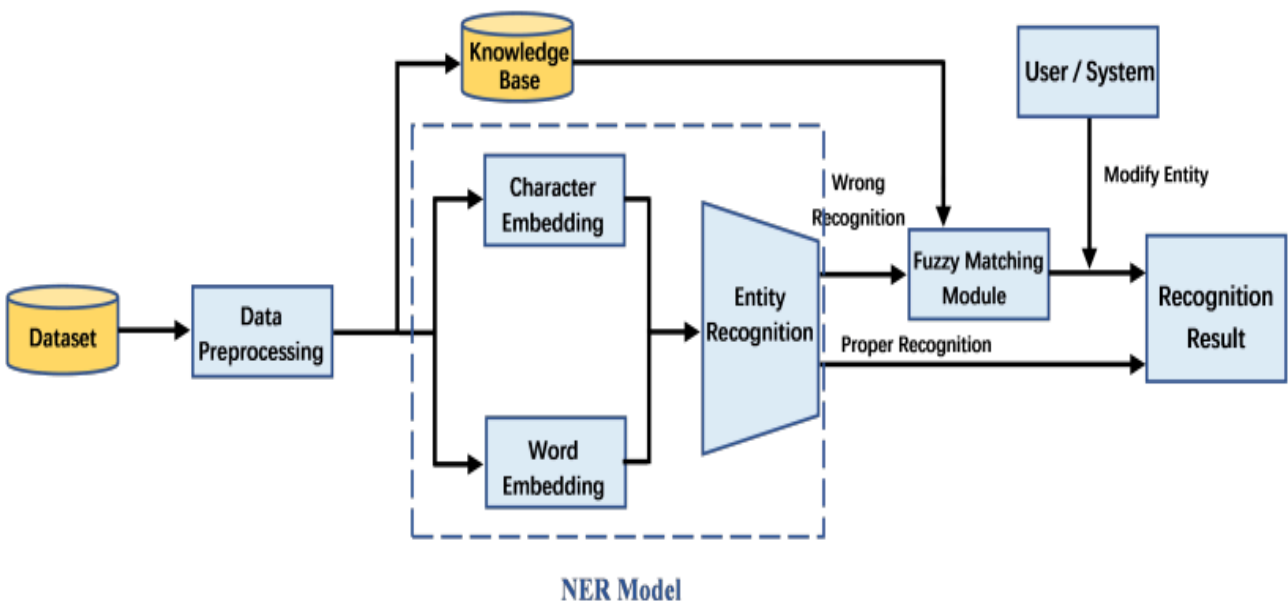 Knowledge
Base
User / System
Character
Embedding
Wrong
Recognition
Modify Entity
Fuzzy Matching
Module
Dataset
Data
Preprocessing
Entity
Recognition
Proper Recognition
Recognition
Result
Word
Embedding
NER Model